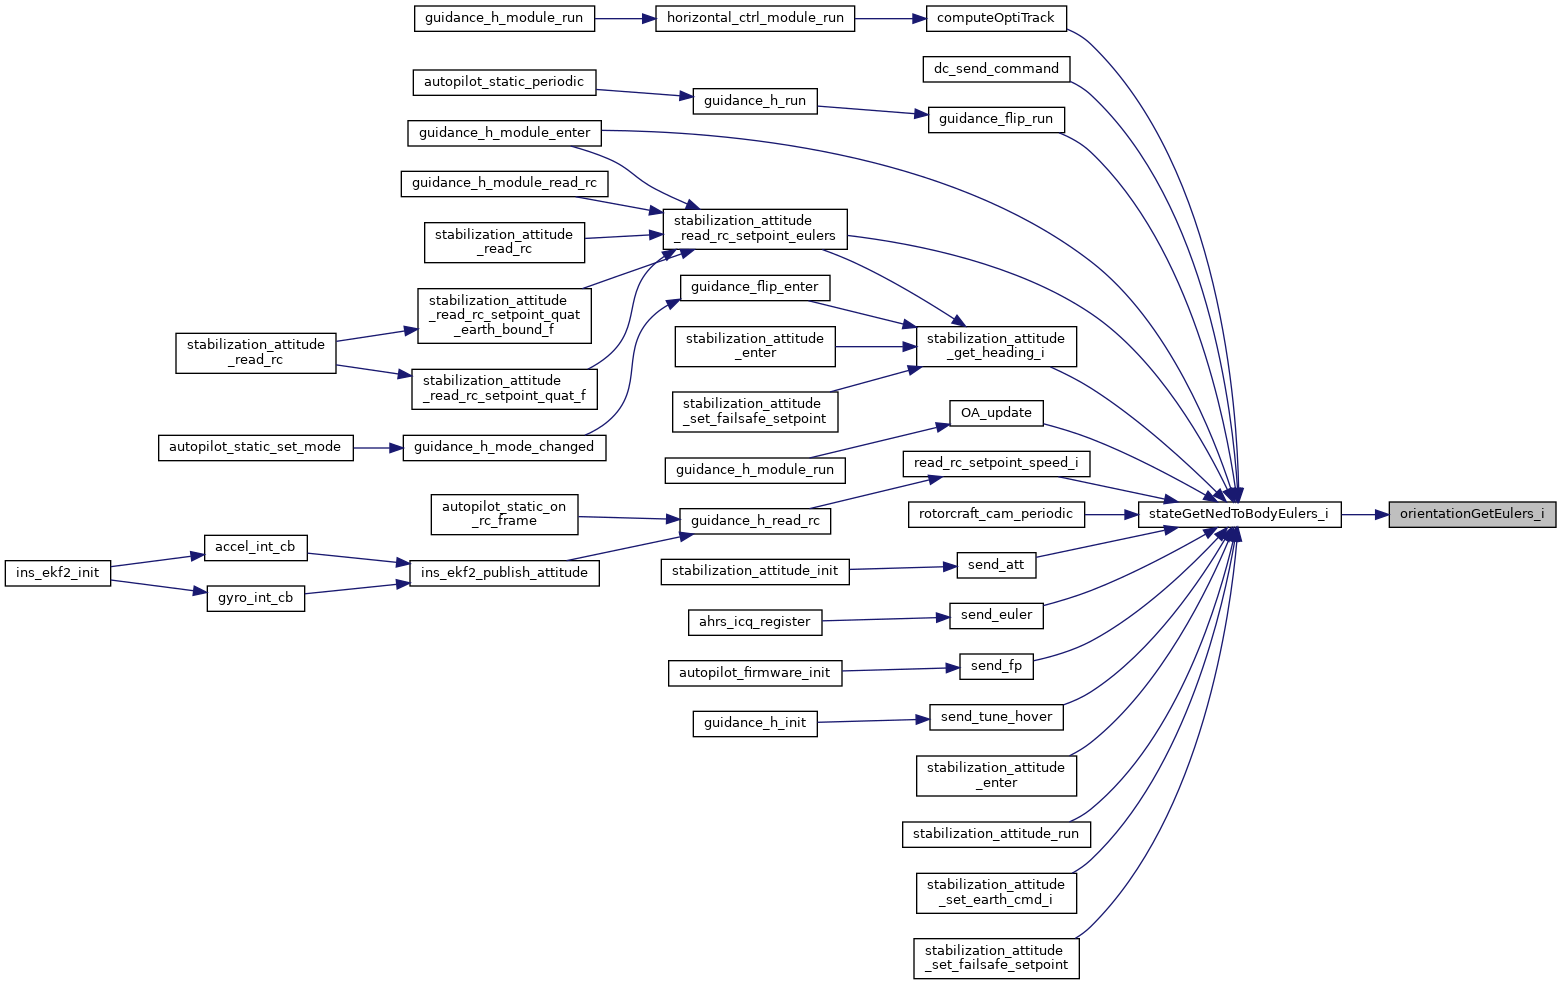 guidance_h_module_run
horizontal_ctrl_module_run
computeOptiTrack
dc_send_command
autopilot_static_periodic
guidance_h_run
guidance_flip_run
guidance_h_module_enter
guidance_h_module_read_rc
stabilization_attitude
_read_rc_setpoint_eulers
stabilization_attitude
_read_rc
guidance_flip_enter
stabilization_attitude
_read_rc_setpoint_quat
_earth_bound_f
stabilization_attitude
_read_rc
stabilization_attitude
_enter
stabilization_attitude
_get_heading_i
stabilization_attitude
_read_rc_setpoint_quat_f
stabilization_attitude
_set_failsafe_setpoint
OA_update
autopilot_static_set_mode
guidance_h_mode_changed
guidance_h_module_run
read_rc_setpoint_speed_i
autopilot_static_on
_rc_frame
guidance_h_read_rc
rotorcraft_cam_periodic
stateGetNedToBodyEulers_i
orientationGetEulers_i
accel_int_cb
ins_ekf2_init
ins_ekf2_publish_attitude
gyro_int_cb
stabilization_attitude_init
send_att
ahrs_icq_register
send_euler
autopilot_firmware_init
send_fp
guidance_h_init
send_tune_hover
stabilization_attitude
_enter
stabilization_attitude_run
stabilization_attitude
_set_earth_cmd_i
stabilization_attitude
_set_failsafe_setpoint